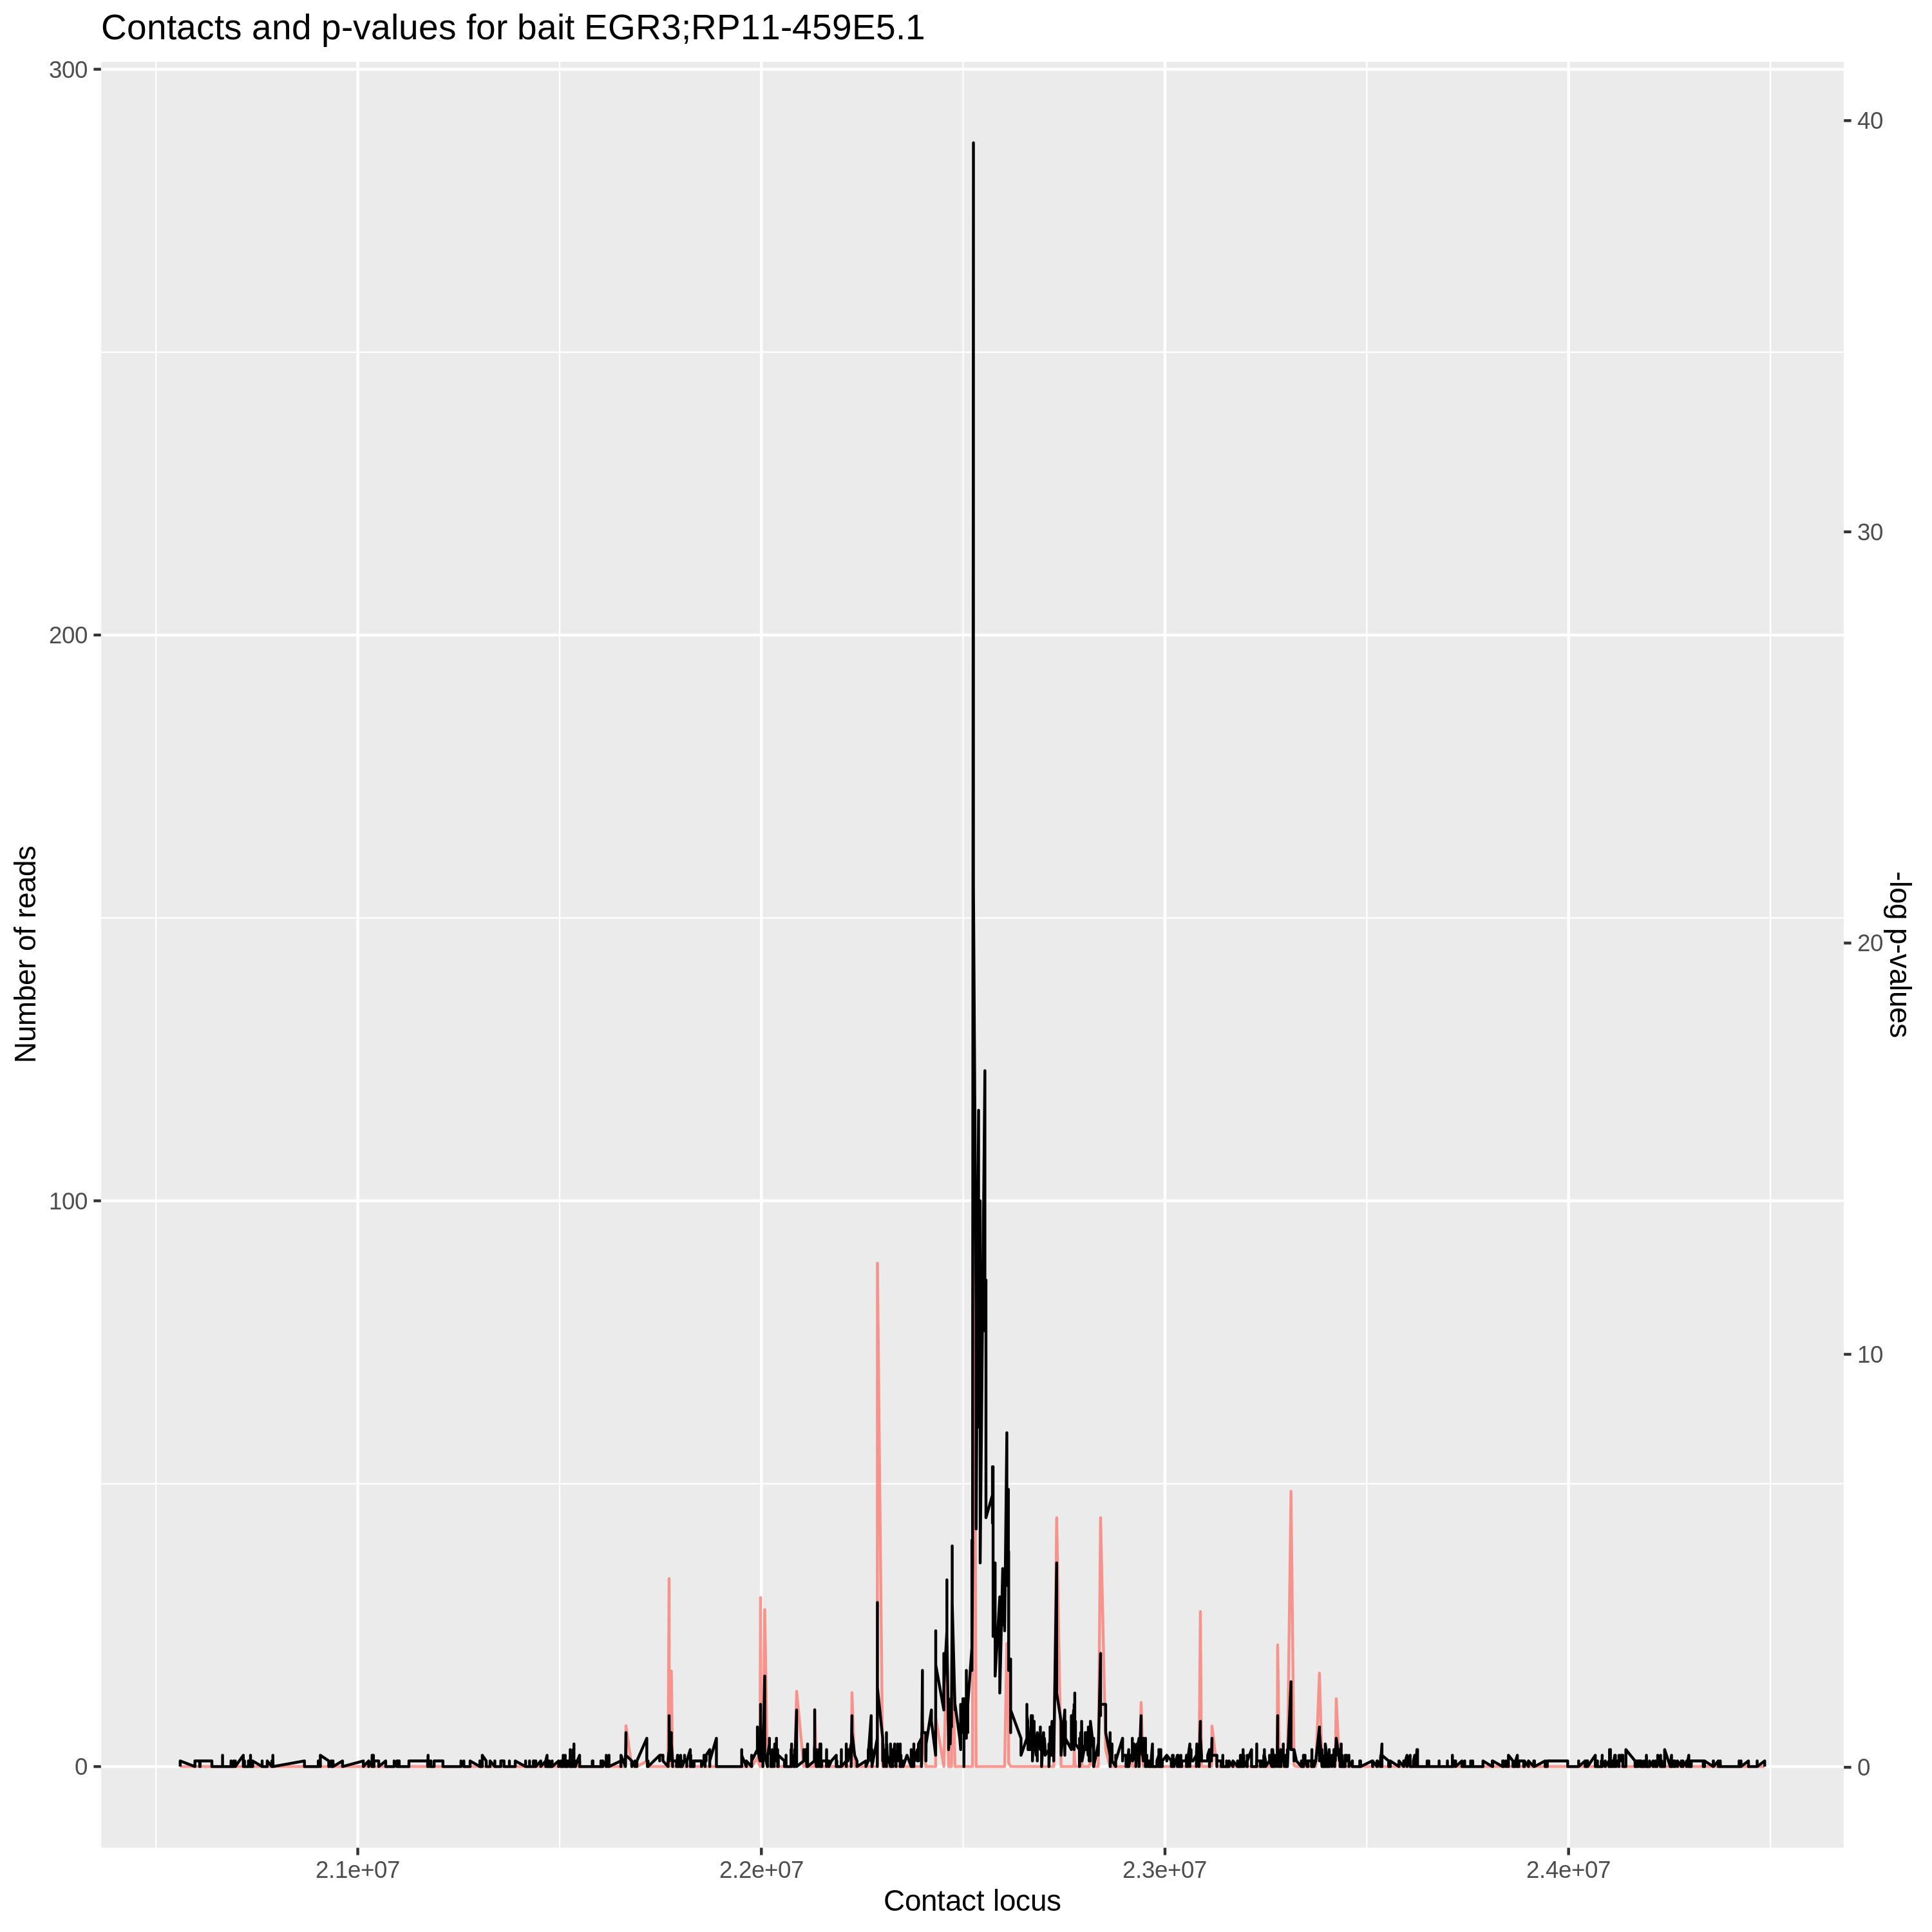 Contacts and p-values for bait EGR3;RP11-459E5.1
300
200
100
0
Number of reads
40
30
20
10
0
-log p-values
2.1e+07
2.2e+07
2.3e+07
2.4e+07
Contact locus